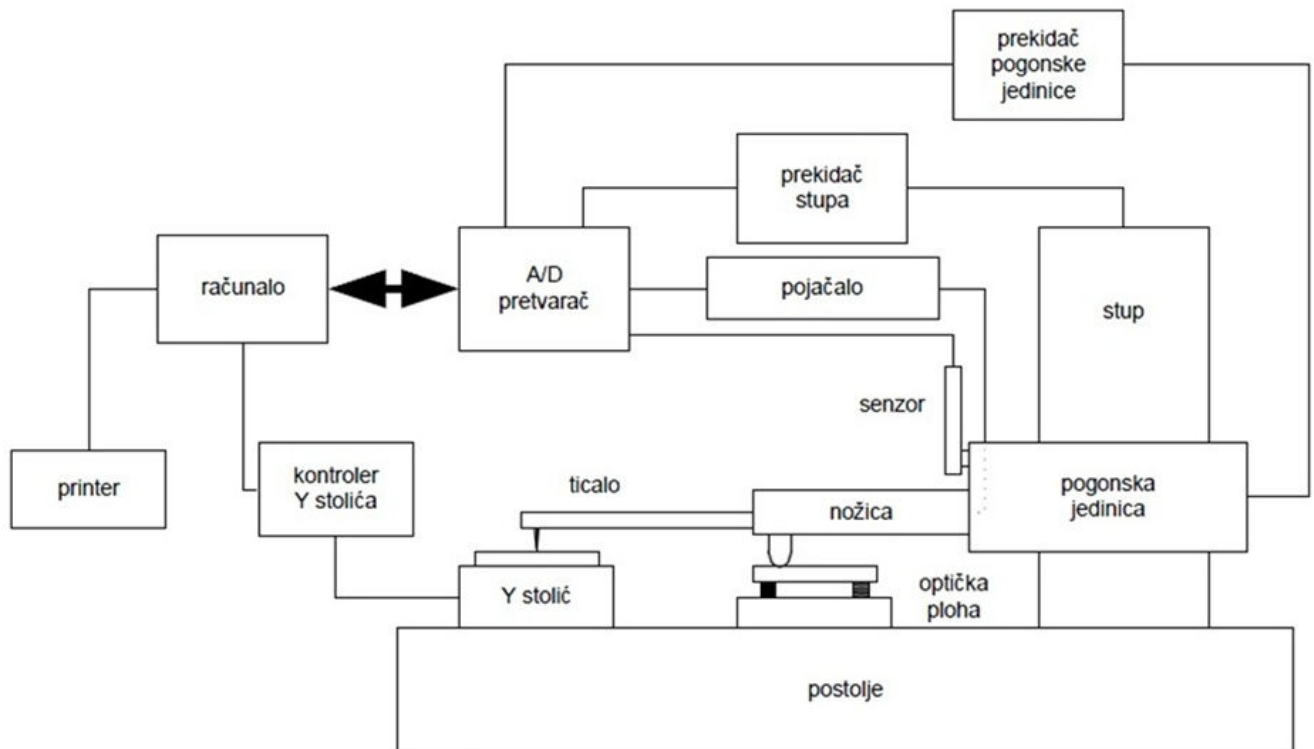 prekidač
pogonske
jedinice
prekidač
stupa
računalo
A/D
pretvarač
pojačalo
stup
senzor
printer
kontroler
Y stolića
ticalo
nožica
pogonska
jedinica
Y stolić
optička
ploha
postolje